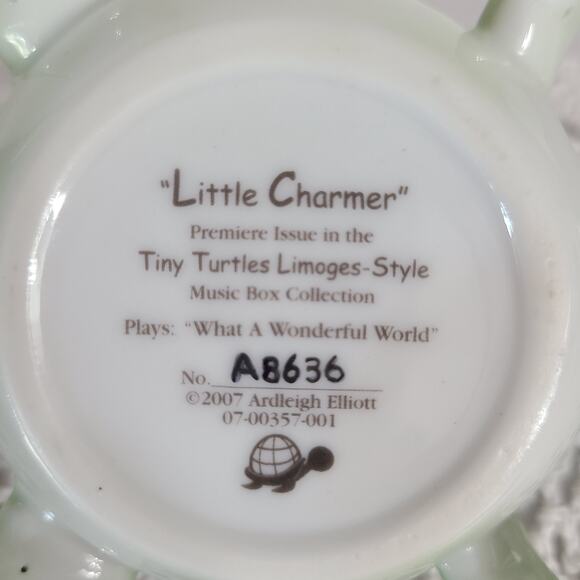 "Little Charmer"
Premiere Issue in the
Tiny Turtles Limoges-Style
Music Box Collection
Plays: "What A Wonderful World"
No. A8636
©2007 Ardleigh Elliott
07-00357-001